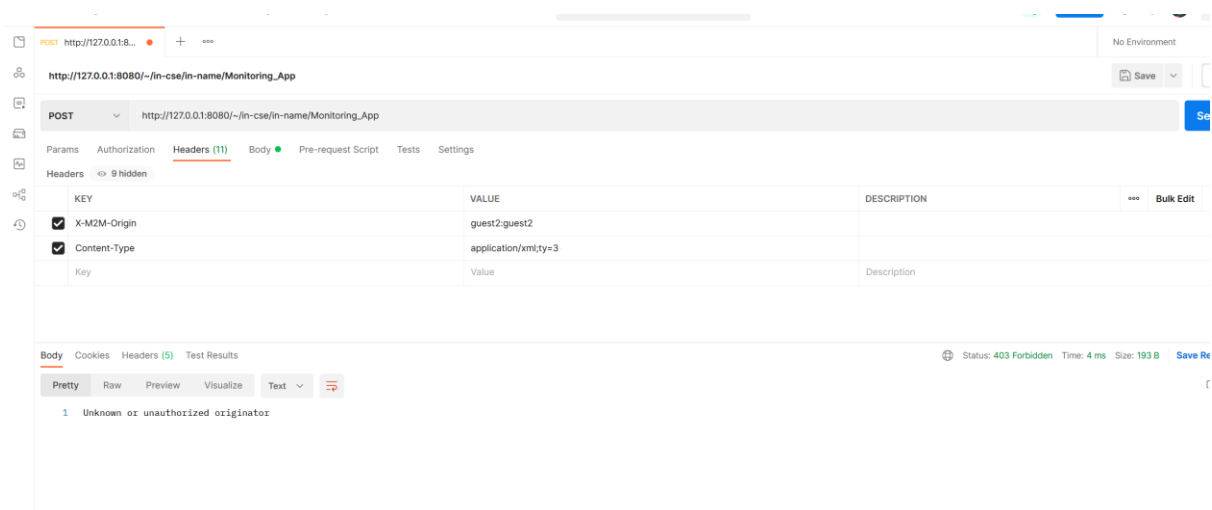 POST http://127.0.0.1:8... + ooo No Environment
http://127.0.0.1:8080/~/in-cse/in-name/Monitoring_App Save
POST http://127.0.0.1:8080/~/in-cse/in-name/Monitoring_App
Params Authorization Headers (11) Body Pre-request Script Tests Settings
Headers 9 hidden
KEY VALUE DESCRIPTION ooo Bulk Edit
X-M2M-Origin guest2:guest2
Content-Type application/xml;ty=3
Key Value Description
Body Cookies Headers (5) Test Results Status: 403 Forbidden Time: 4 ms Size: 193 B Save Re
Pretty Raw Preview Visualize Text
1 Unknown or unauthorized originator